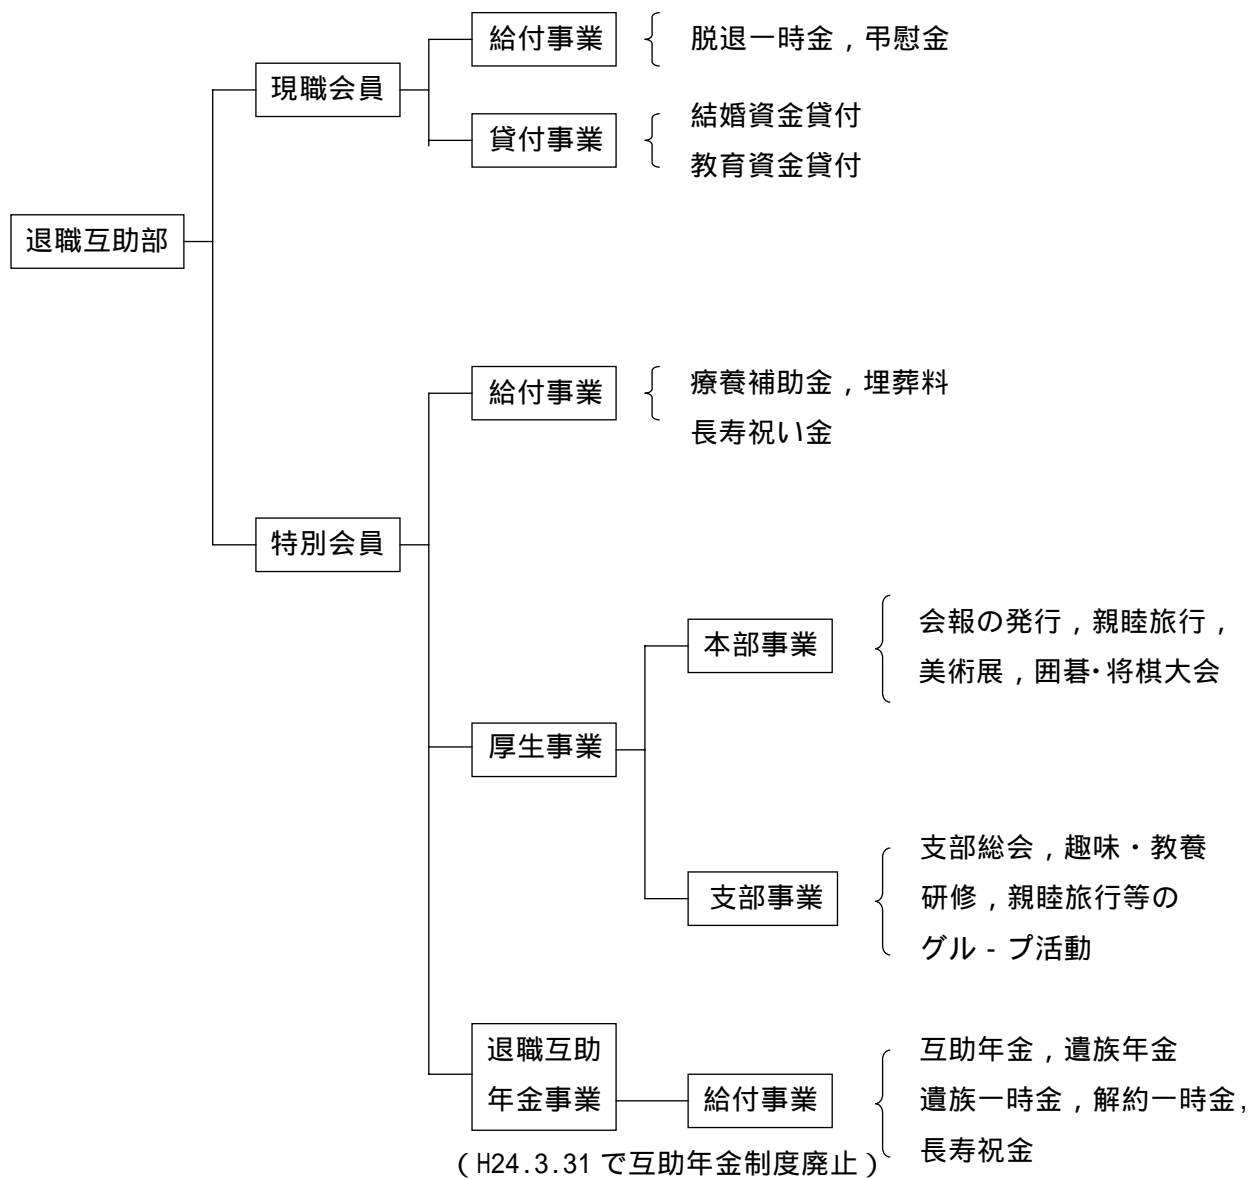 給付事業
脱退一時金，弔慰金
現職会員
貸付事業
結婚資金貸付
教育資金貸付
退職互助部
給付事業
療養補助金，埋葬料
長寿祝い金
特別会員
本部事業
会報の発行，親睦旅行，
美術展，囲碁・将棋大会
厚生事業
支部事業
支部総会，趣味・教養
研修，親睦旅行等の
グル‐プ活動
退職互助
年金事業
給付事業
互助年金，遺族年金
遺族一時金，解約一時金，
長寿祝金
（H24.3.31で互助年金制度廃止）